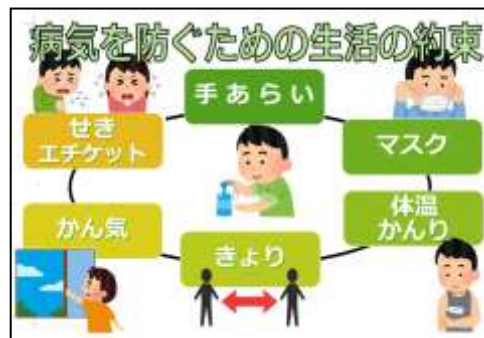 病気を防ぐための生活の約束
手あらい
せき
エチケット
マスク
かん気
体温
かんり
きょり